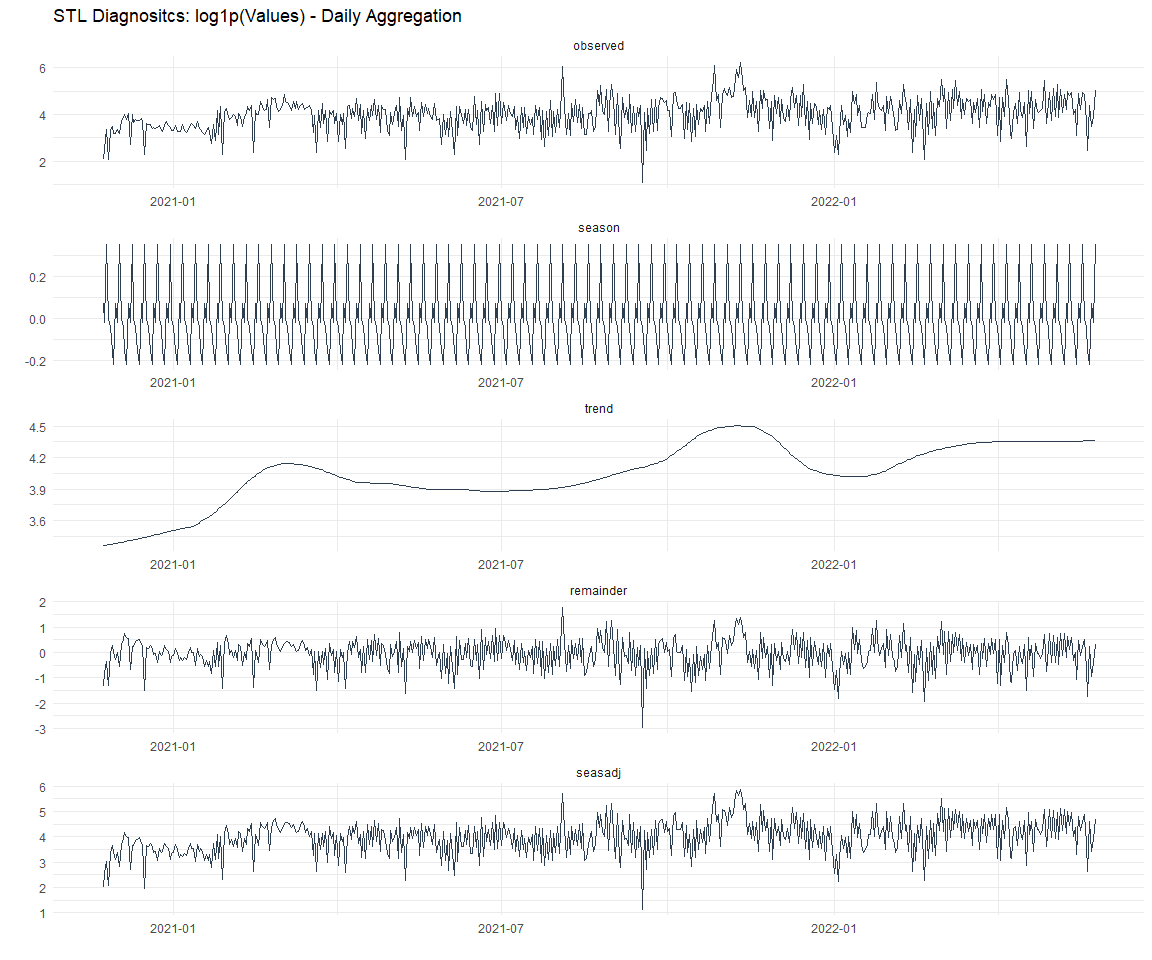 STL Diagnositcs: log1p(Values) - Daily Aggregation
observed
6
4
2
2021-01 2021-07 2022-01
season
0.2
0.0
-0.2
2021-01 2021-07 2022-01
trend
4.5
4.2
3.9
3.6
2021-01 2021-07 2022-01
remainder
2
1
0
-1
-2
-3
2021-01 2021-07 2022-01
seasadj
6
5
4
3
2
1
2021-01 2021-07 2022-01